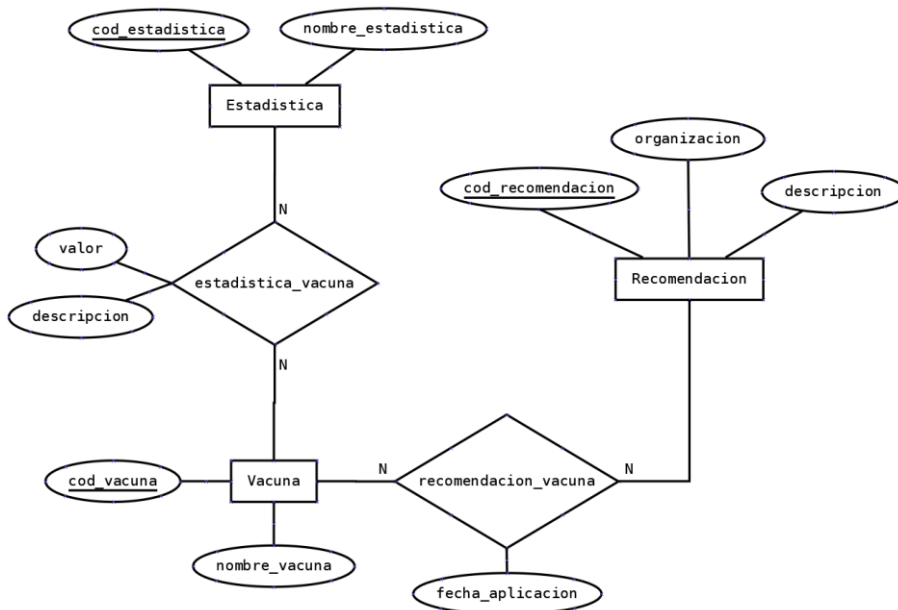 cod_estadistica
nombre_estadistica
Estadistica
organizacion
cod_recomendacion
descripcion
N
valor
estadistica_vacuna
Recomendacion
descripcion
N
N
N
cod_vacuna
Vacuna
recomendacion_vacuna
nombre_vacuna
fecha_aplicacion